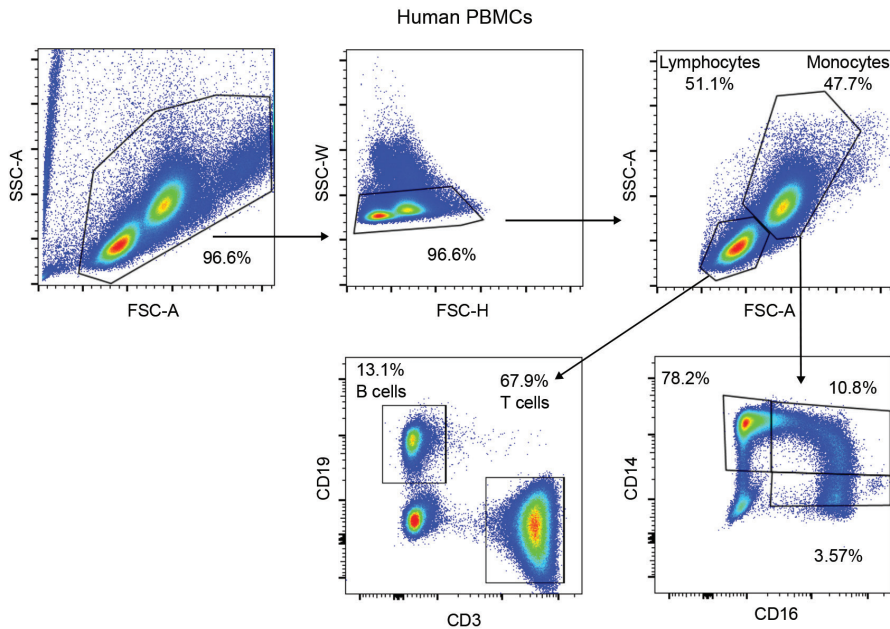 Human PBMCs
SSC-A
96.6%
FSC-A
SSC-W
96.6%
FSC-H
Lymphocytes
51.1%
Monocytes
47.7%
SSC-A
FSC-A
13.1%
B cells
67.9%
T cells
CD19
CD3
78.2%
10.8%
CD14
3.57%
CD16